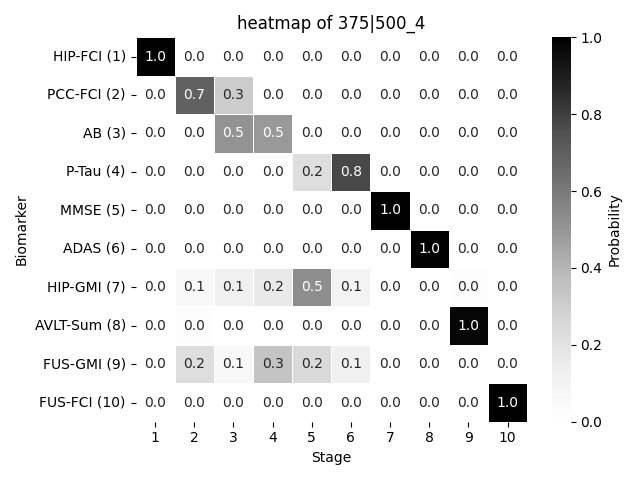 heatmap of 375|500_4
HIP-FCI (1) 1.0 0.0 0.0 0.0 0.0 0.0 0.0 0.0 0.0 0.0
PCC-FCI (2) 0.0 0.7 0.3 0.0 0.0 0.0 0.0 0.0 0.0 0.0
AB (3) 0.0 0.0 0.5 0.5 0.0 0.0 0.0 0.0 0.0 0.0
P-Tau (4) 0.0 0.0 0.0 0.0 0.2 0.8 0.0 0.0 0.0 0.0
MMSE (5) 0.0 0.0 0.0 0.0 0.0 0.0 1.0 0.0 0.0 0.0
ADAS (6) 0.0 0.0 0.0 0.0 0.0 0.0 0.0 1.0 0.0 0.0
HIP-GMI (7) 0.0 0.1 0.1 0.2 0.5 0.1 0.0 0.0 0.0 0.0
AVLT-Sum (8) 0.0 0.0 0.0 0.0 0.0 0.0 0.0 0.0 1.0 0.0
FUS-GMI (9) 0.0 0.2 0.1 0.3 0.2 0.1 0.0 0.0 0.0 0.0
FUS-FCI (10) 0.0 0.0 0.0 0.0 0.0 0.0 0.0 0.0 0.0 1.0
1 2 3 4 5 6 7 8 9 10
Stage
Biomarker
1.0
0.8
0.6
0.4
0.2
0.0
Probability